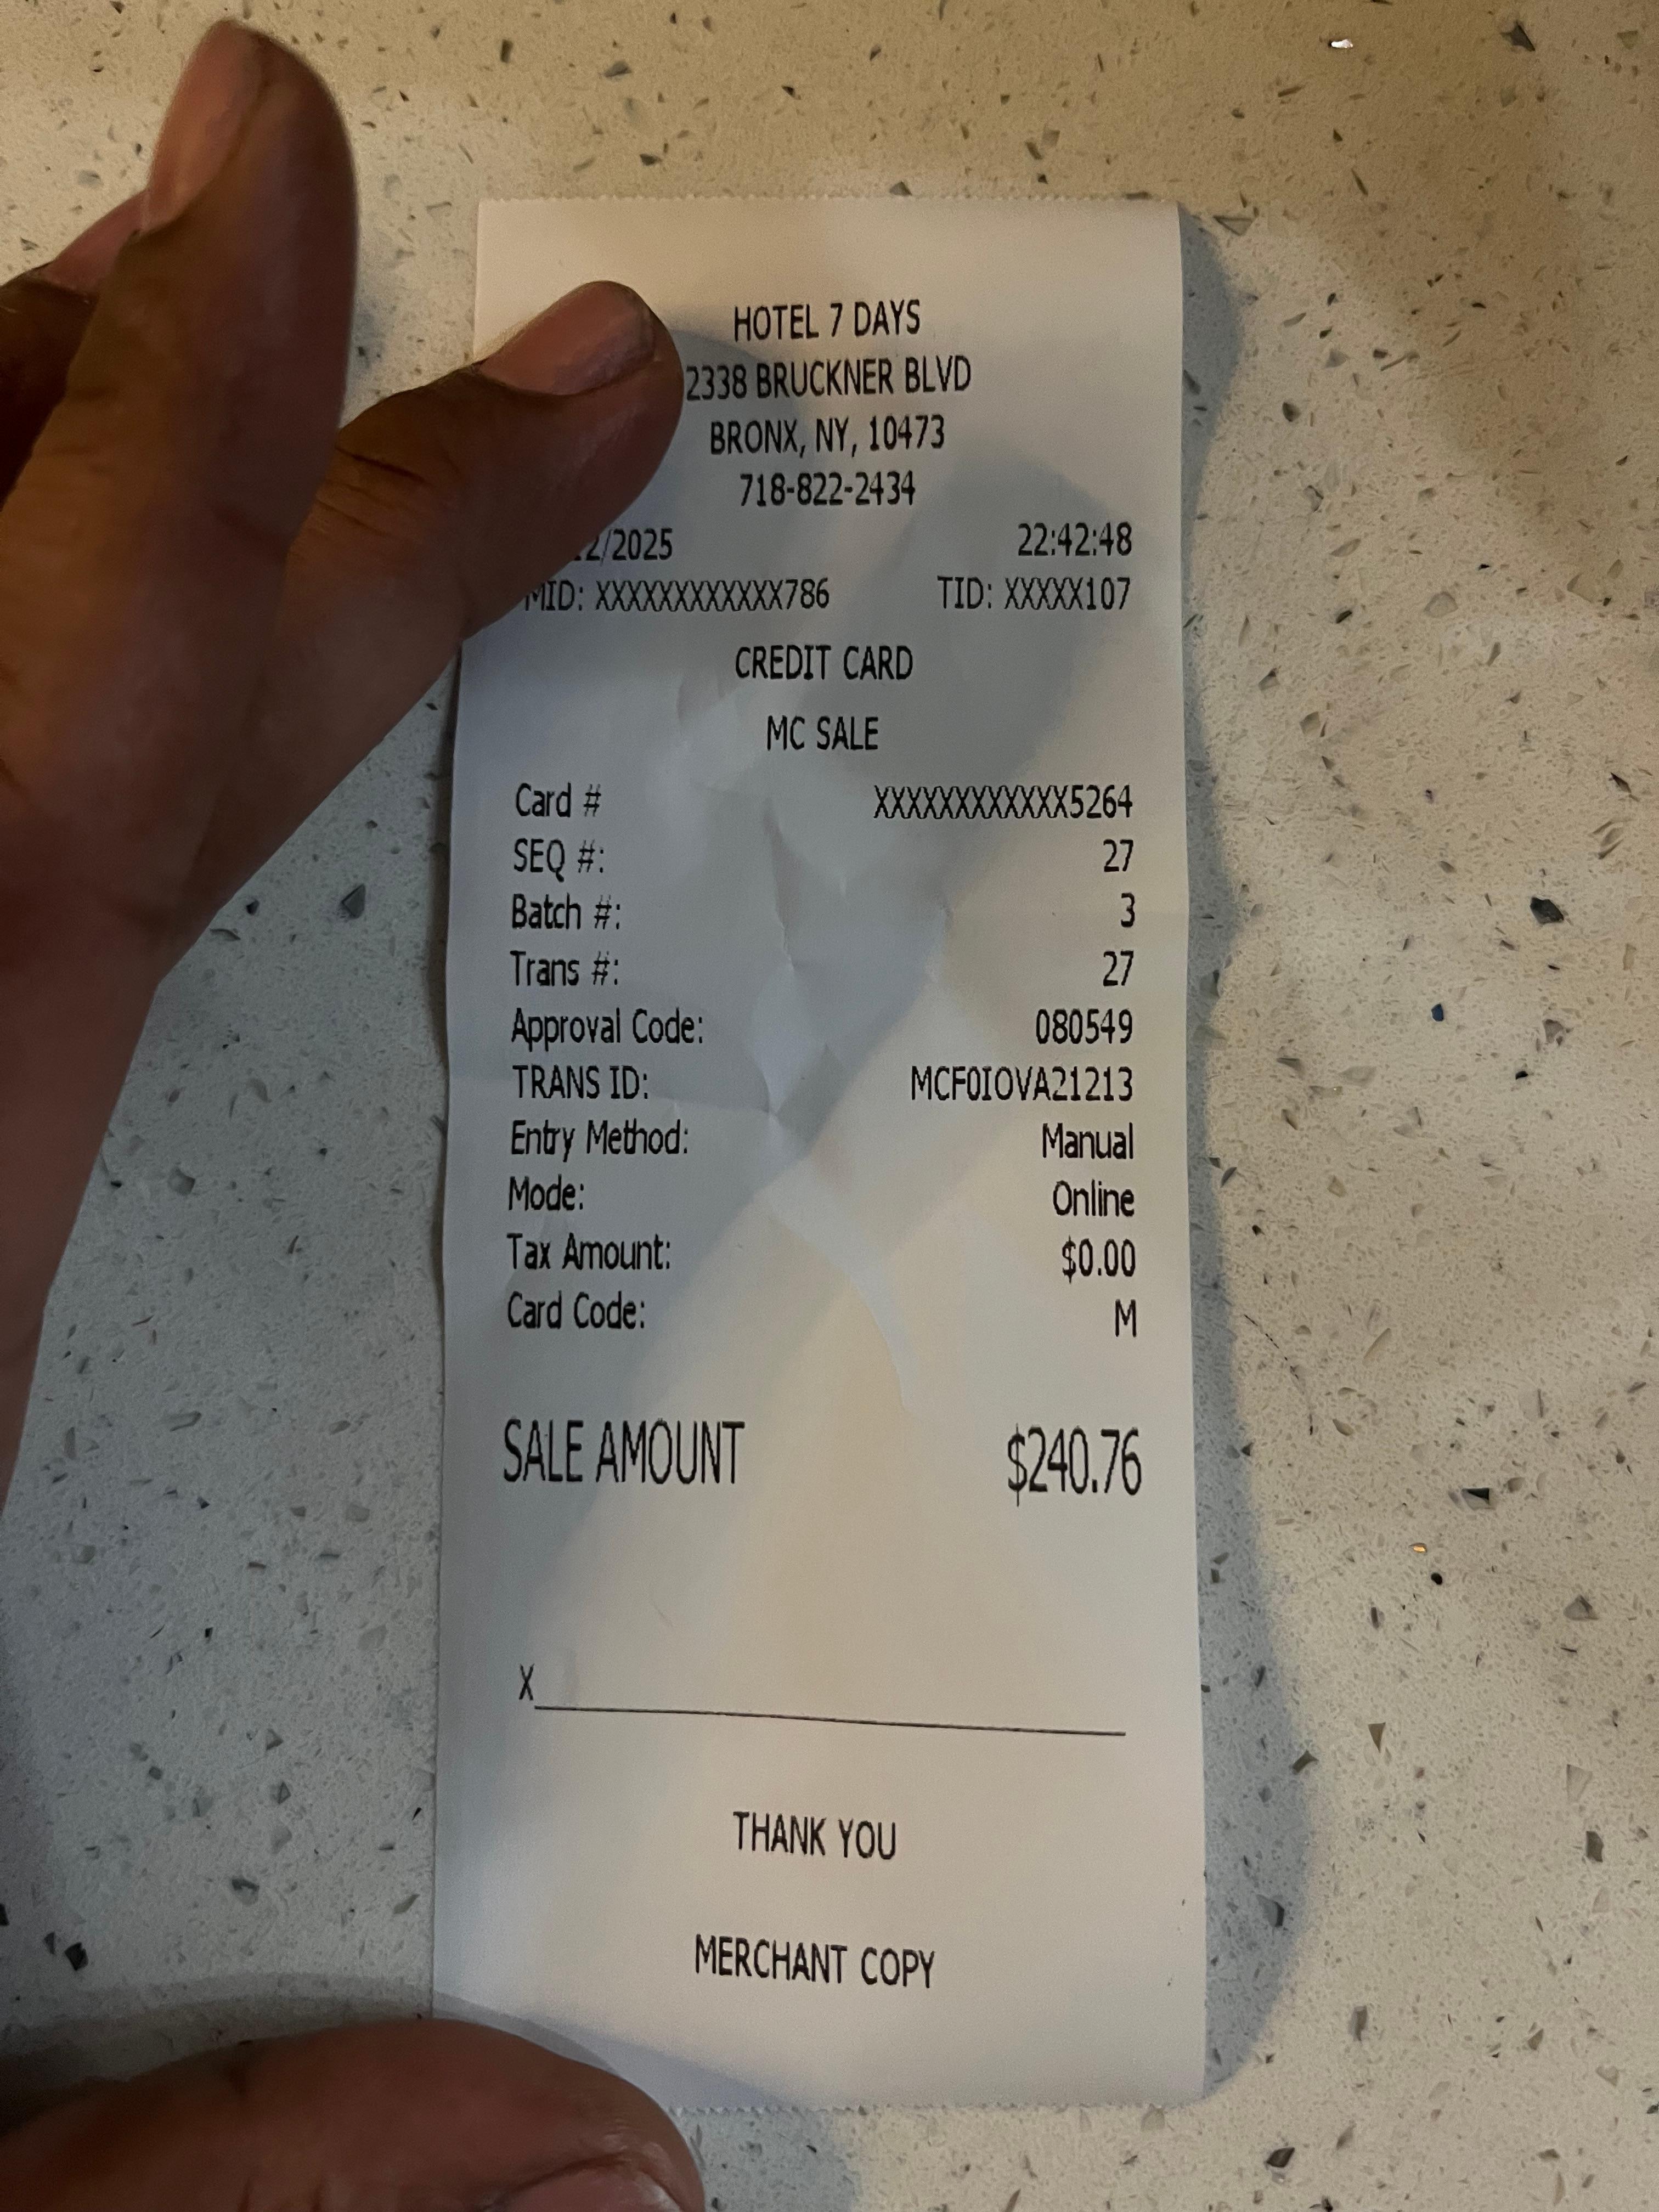 HOTEL 7 DAYS
2338 BRUCKNER BLVD
BRONX, NY, 10473
718-822-2434
2/2025 22:42:48
MID: XXXXXXXXXXXX786 TID: XXXXX107
CREDIT CARD
MC SALE
Card # XXXXXXXXXXXX5264
SEQ #: 27
Batch #: 3
Trans #: 27
Approval Code: 080549
TRANS ID: MCF0IOVA21213
Entry Method: Manual
Mode: Online
Tax Amount: $0.00
Card Code: M
SALE AMOUNT $240.76
X
THANK YOU
MERCHANT COPY